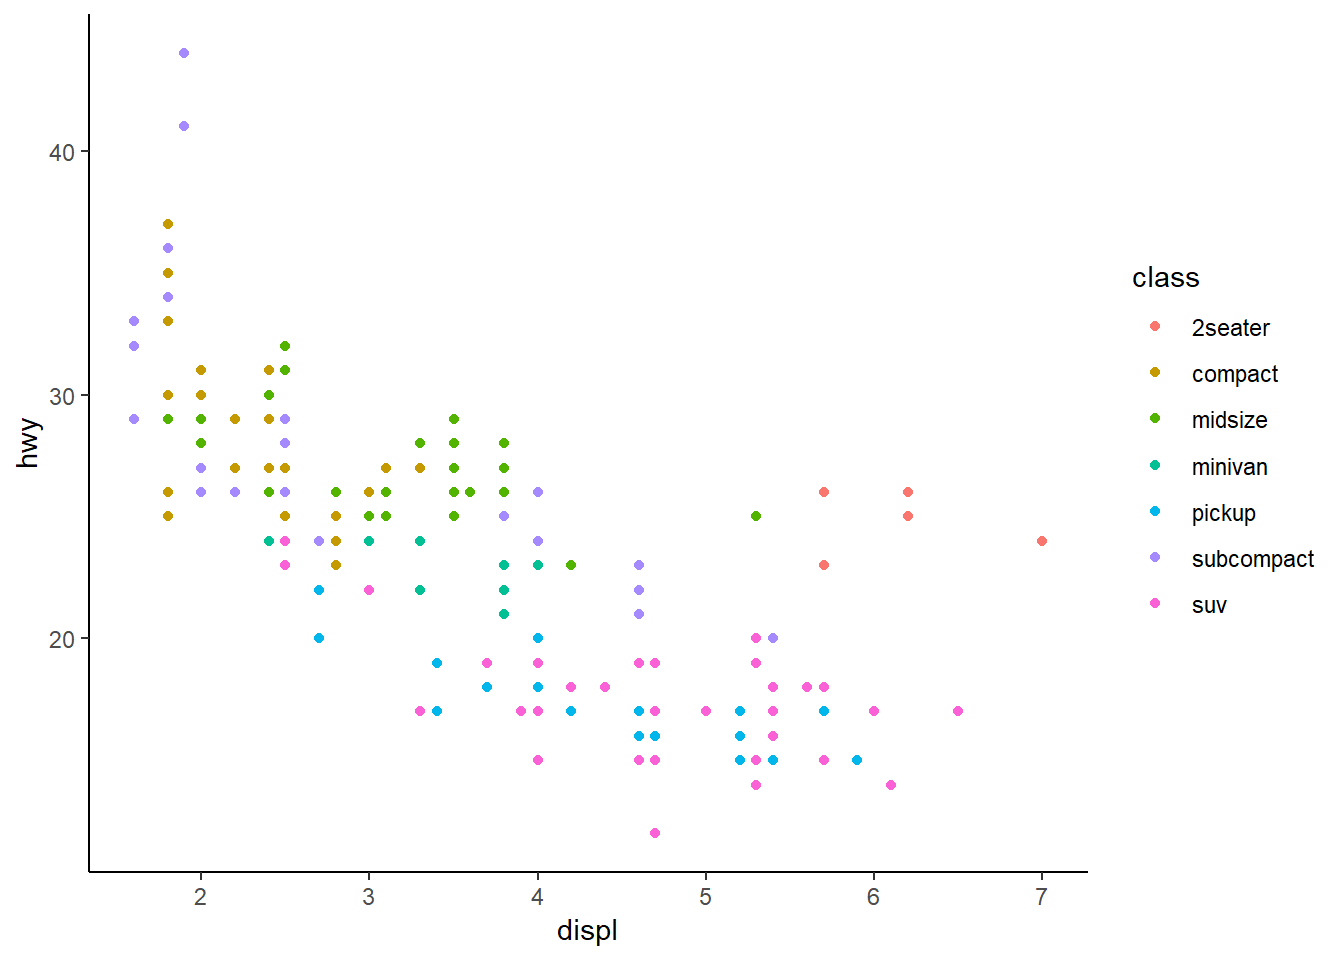 40
30
20
hwy
2
3
4
5
6
7
displ
class
2seater
compact
midsize
minivan
pickup
subcompact
suv